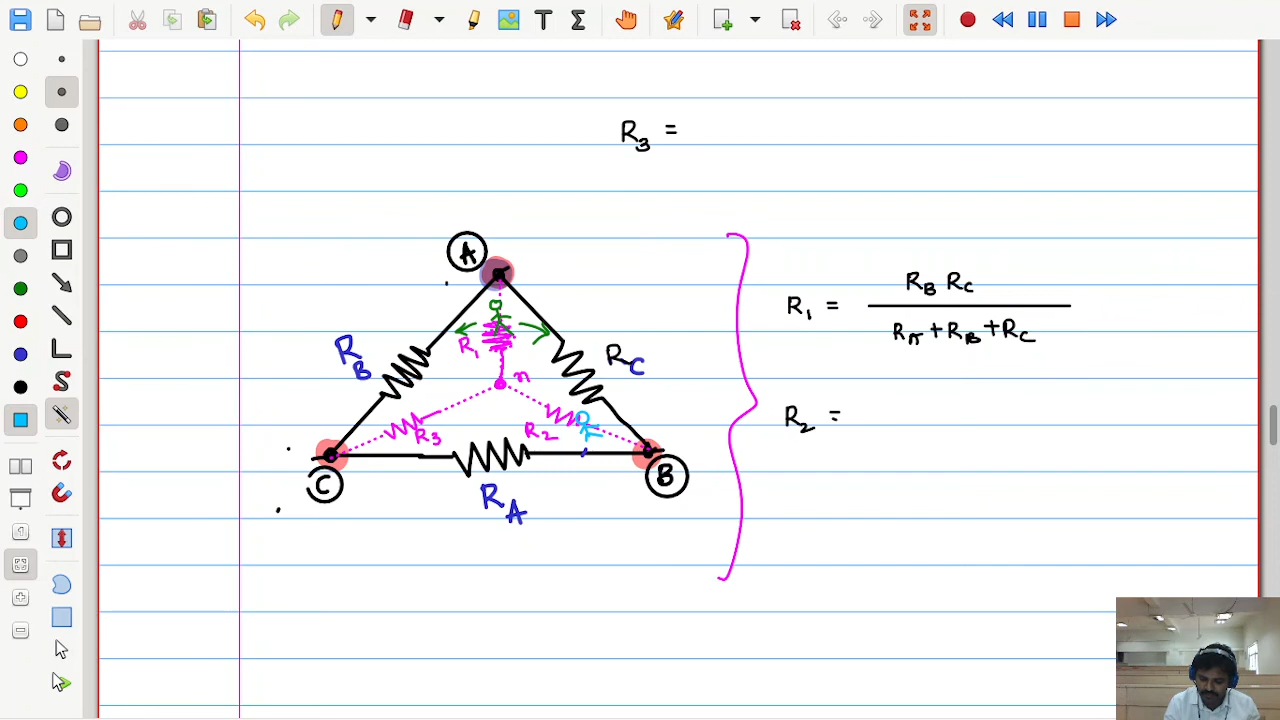 R3 =
A
R1 = RB RC / RA + RB + RC
RB
RC
R1
n
R2 =
R3
R2
C
B
RA